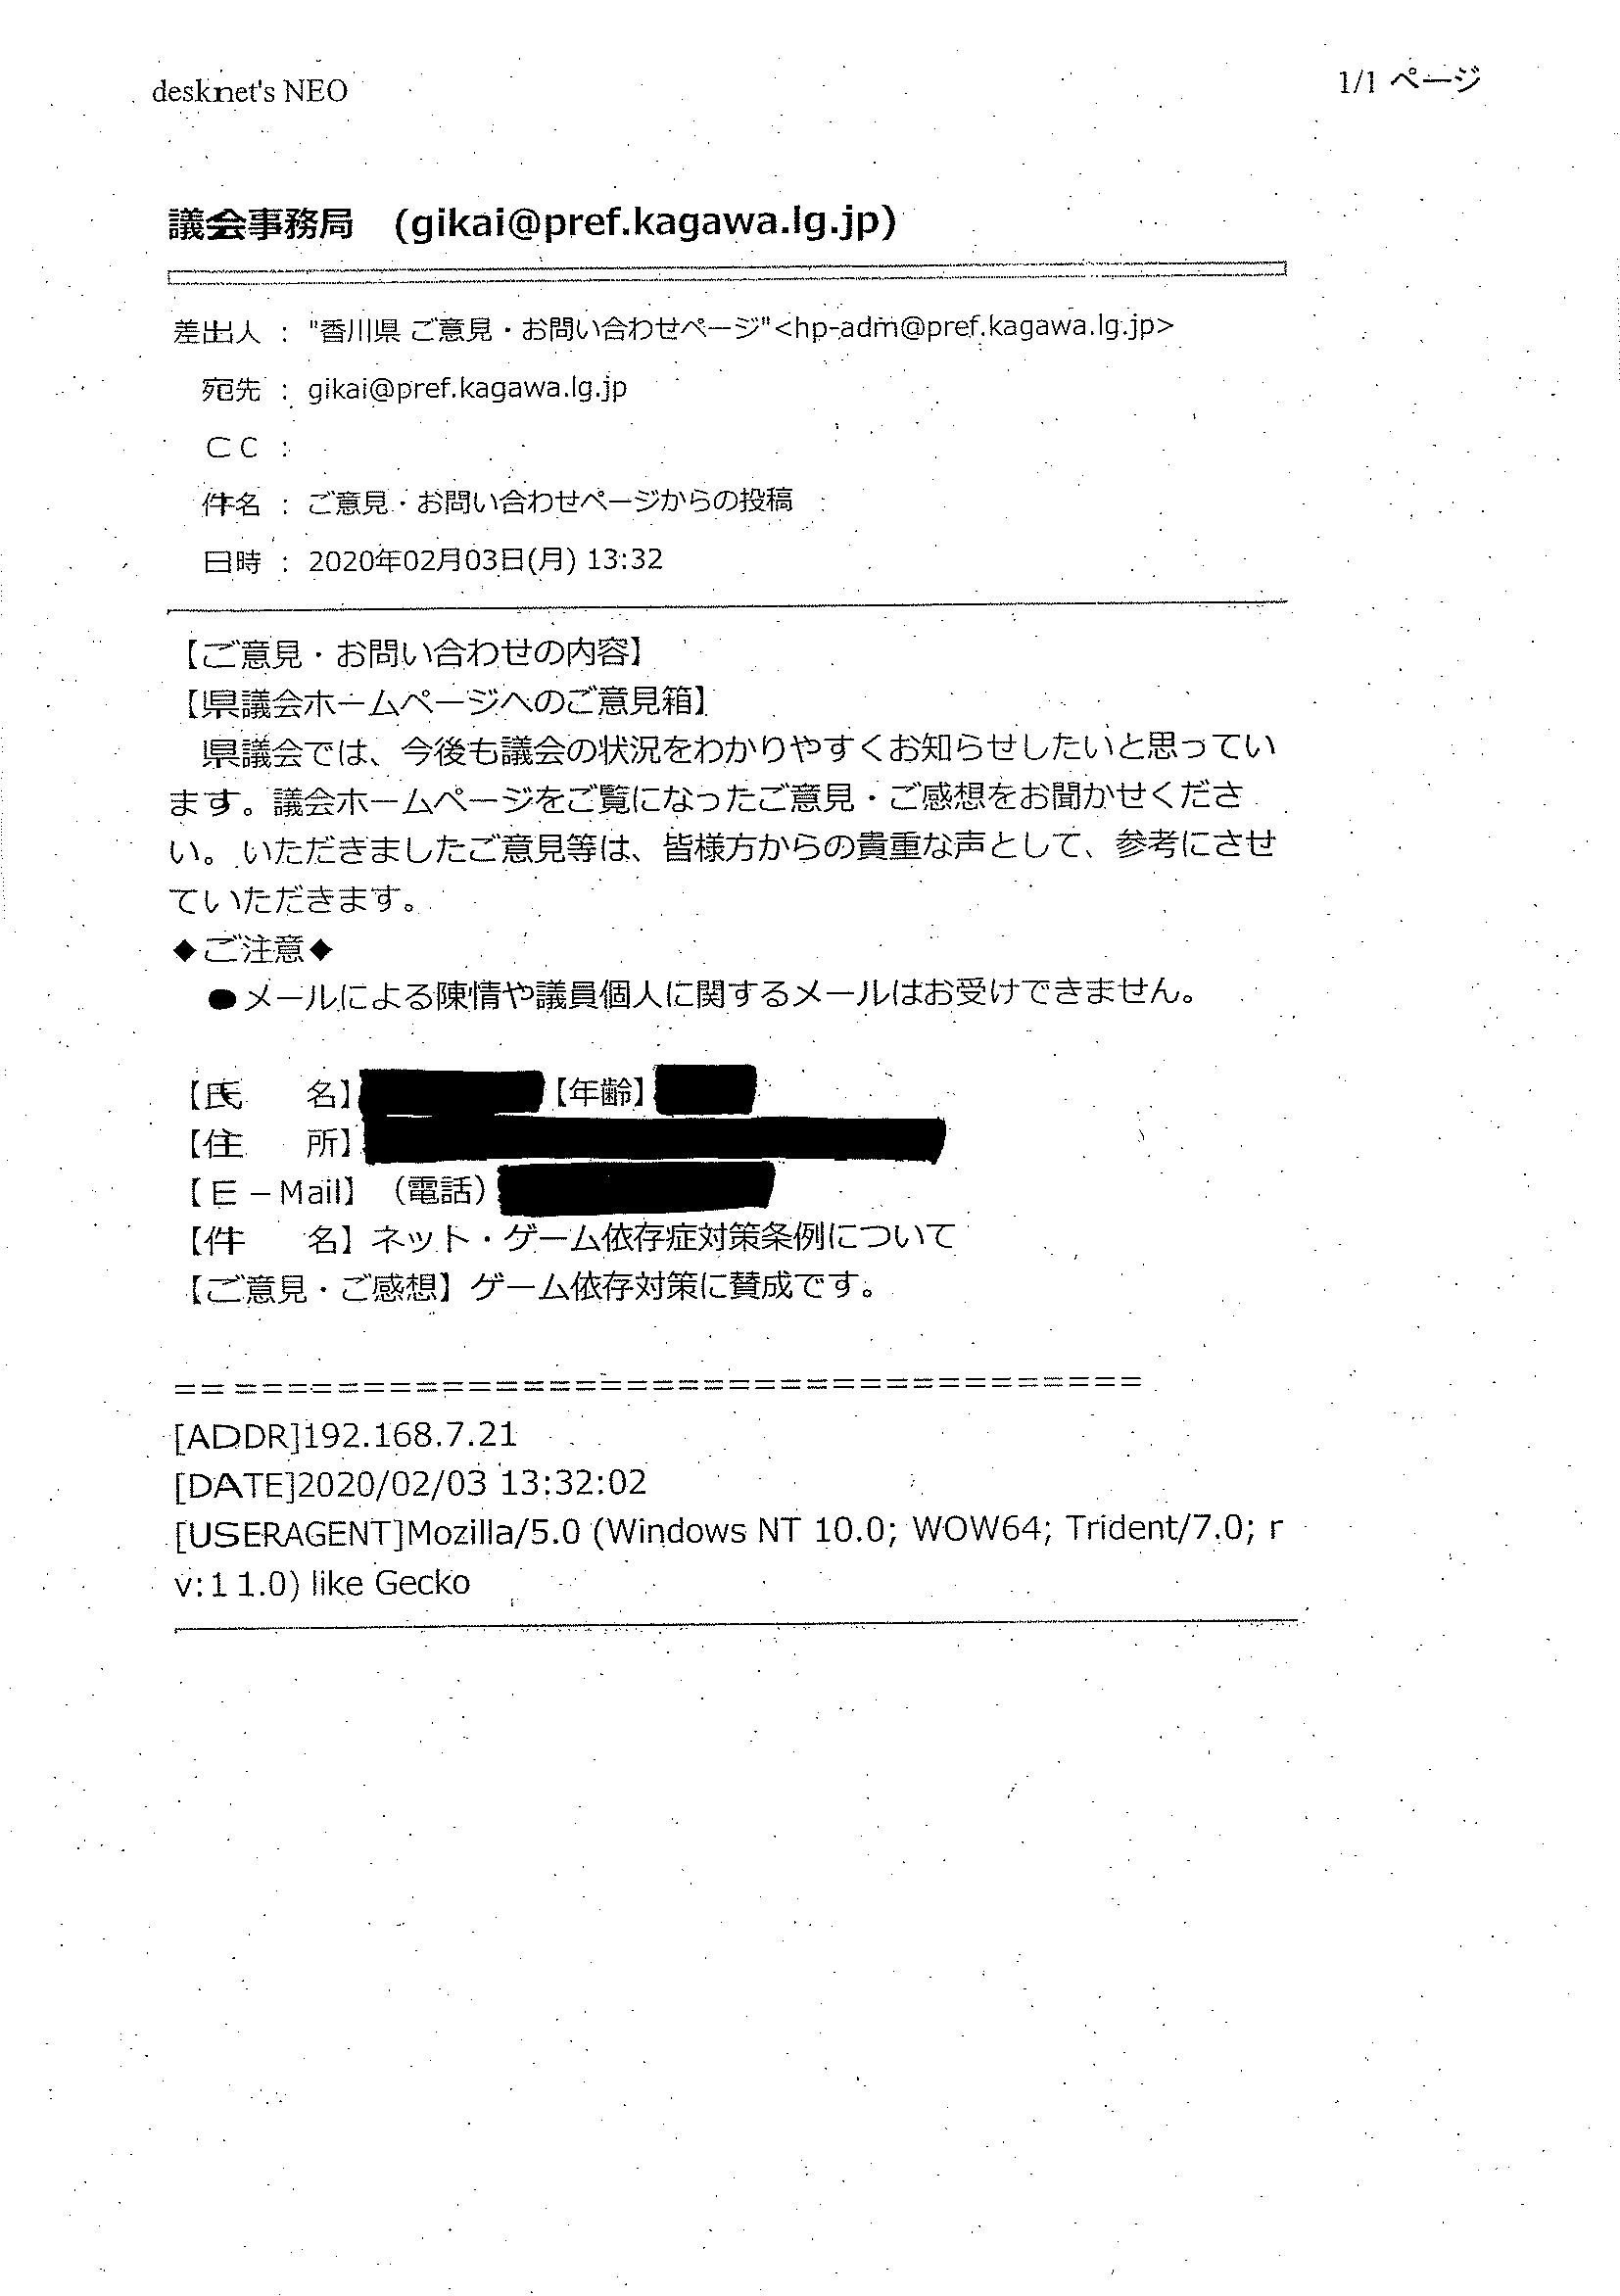 desknet's NEO
1/1 ページ
議会事務局　(gikai@pref.kagawa.lg.jp)
差出人 : "香川県 ご意見・お問い合わせページ"<hp-adm@pref.kagawa.lg.jp>
宛先 : gikai@pref.kagawa.lg.jp
ＣＣ :
件名 : ご意見・お問い合わせページからの投稿
日時 : 2020年02月03日(月) 13:32
【ご意見・お問い合わせの内容】
【県議会ホームページへのご意見箱】
　県議会では、今後も議会の状況をわかりやすくお知らせしたいと思ってい
ます。議会ホームページをご覧になったご意見・ご感想をお聞かせくださ
い。いただきましたご意見等は、皆様方からの貴重な声として、参考にさせ
ていただきます。
◆ご注意◆
　●メールによる陳情や議員個人に関するメールはお受けできません。
【氏　　名】【年齢】
【住　　所】
【Ｅ－Mail】（電話）
【件　　名】ネット・ゲーム依存症対策条例について
【ご意見・ご感想】ゲーム依存対策に賛成です。
=====================================
[ADDR]192.168.7.21
[DATE]2020/02/03 13:32:02
[USERAGENT]Mozilla/5.0 (Windows NT 10.0; WOW64; Trident/7.0; r
v:11.0) like Gecko